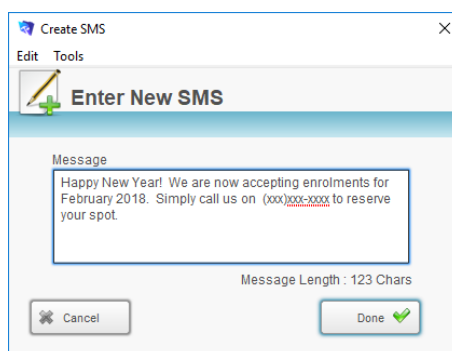 Create SMS
Edit Tools
Enter New SMS
Message
Happy New Year!  We are now accepting enrolments for
February 2018.  Simply call us on  (xxx)xxx-xxxx to reserve
your spot.
Message Length : 123 Chars
Cancel
Done